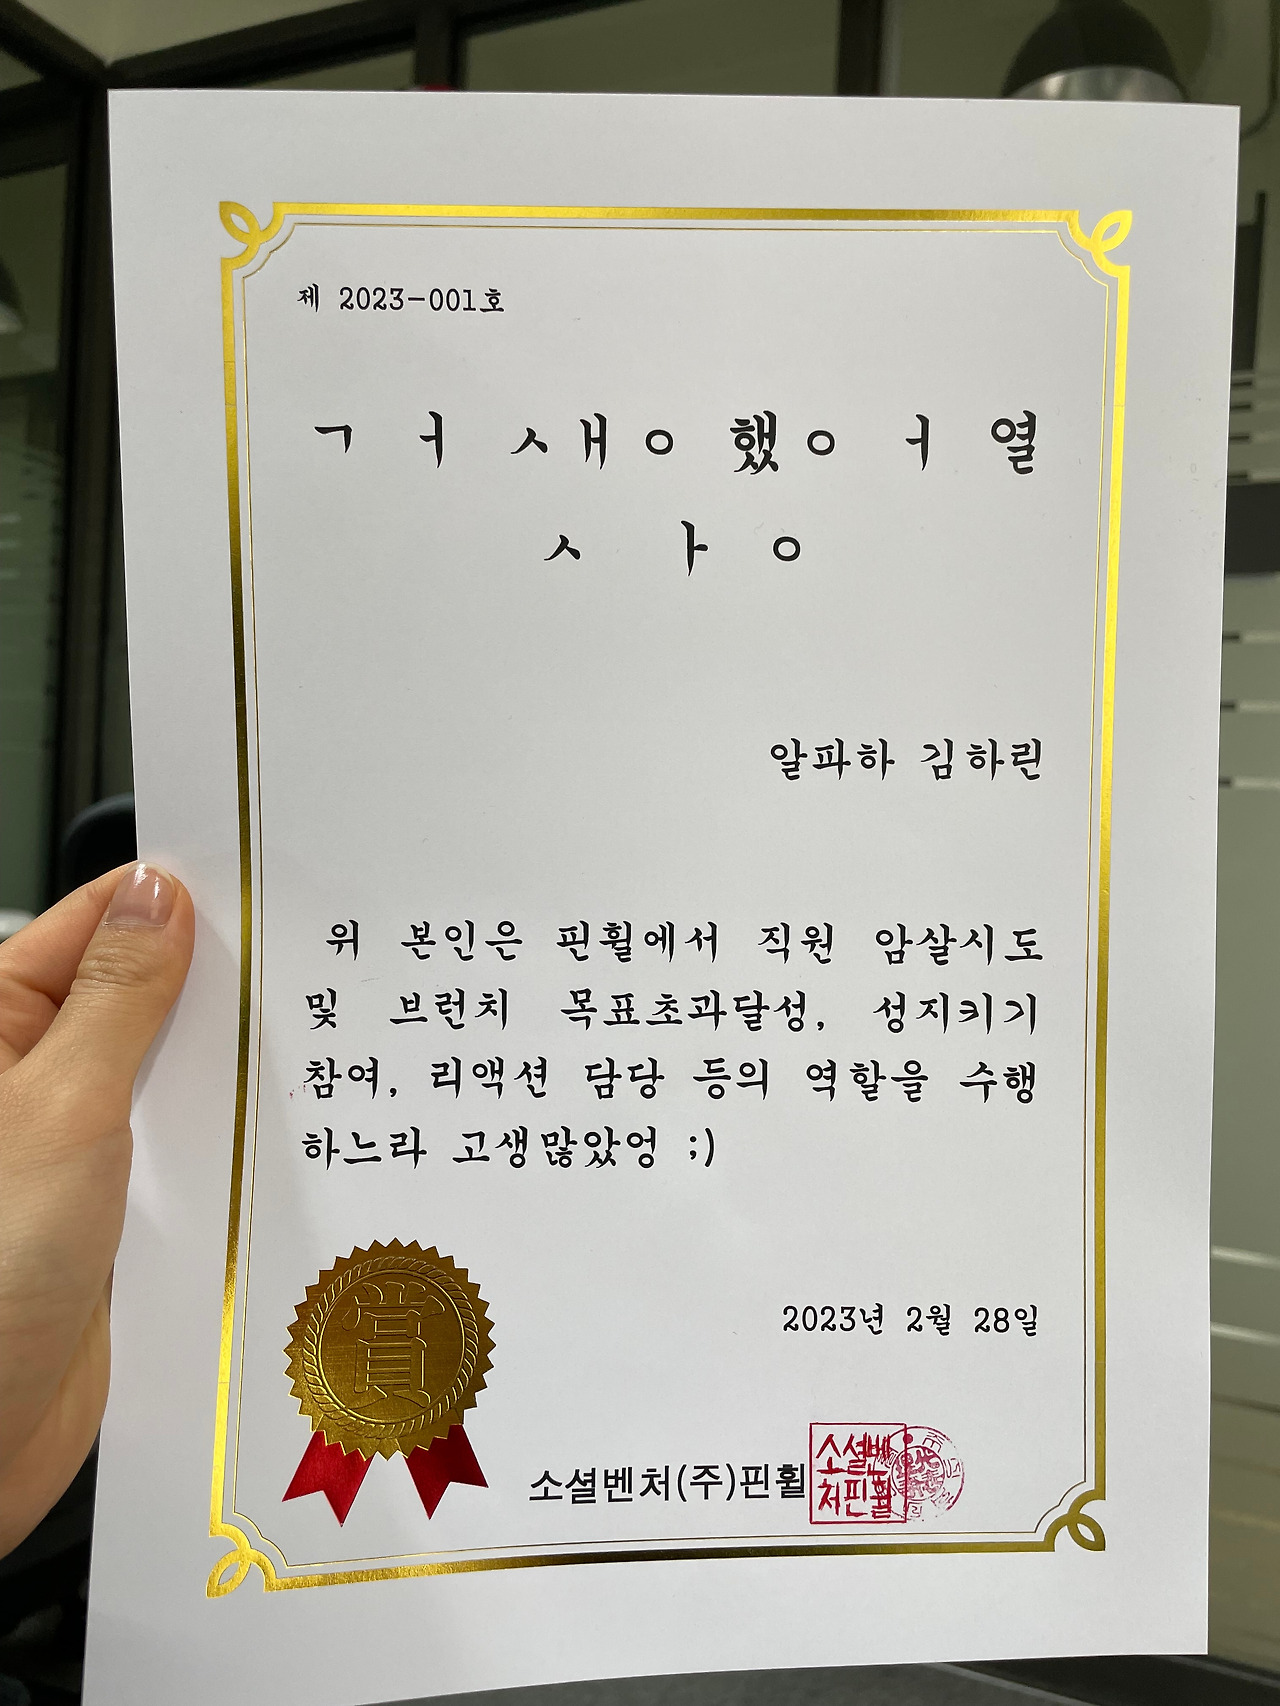 제 2023-001호
ㄱ ㅓ ㅅ ㅐ ㅇ 했 ㅇ ㅓ 열
ㅅ ㅏ ㅇ
알파하 김하린
위 본인은 핀휠에서 직원 암살시도
및 브런치 목표초과달성, 성지키기
참여, 리액션 담당 등의 역할을 수행
하느라 고생많았엉 ;)
賞
2023년 2월 28일
소셜벤처(주)핀휠
소셜벤
처핀휠